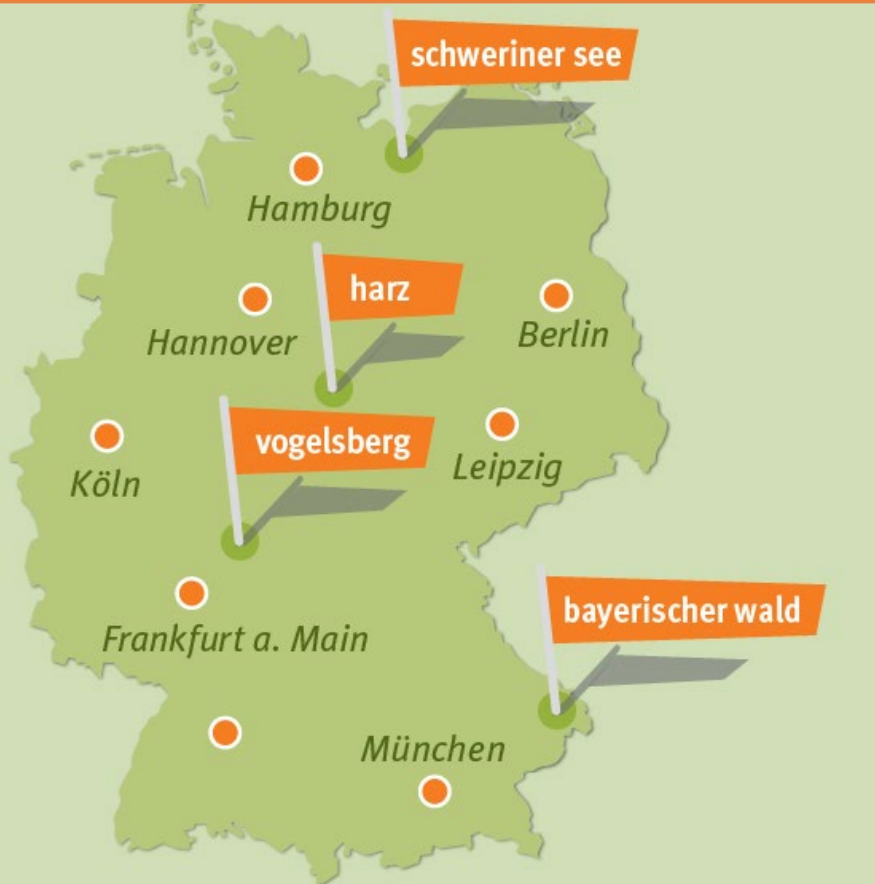 schweriner see
Hamburg
harz
Hannover
Berlin
vogelsberg
Leipzig
Köln
bayerischer wald
Frankfurt a. Main
München